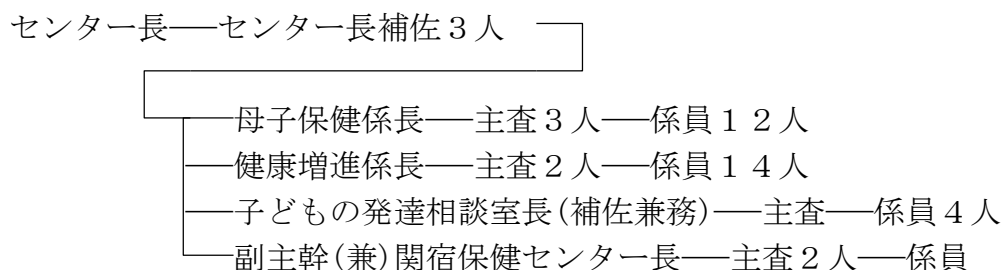 センター長──センター長補佐３人
母子保健係長──主査３人──係員１２人
健康増進係長──主査２人──係員１４人
子どもの発達相談室長(補佐兼務)──主査──係員４人
副主幹(兼)関宿保健センター長──主査２人──係員